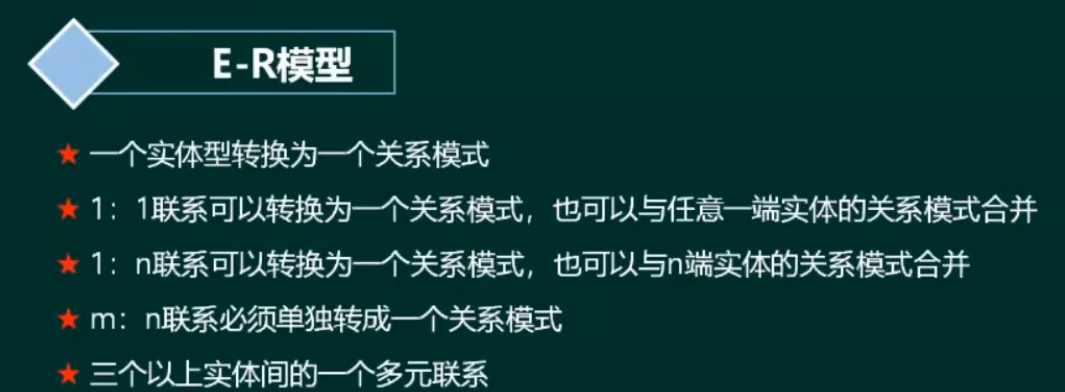 E-R模型
★ 一个实体型转换为一个关系模式
★ 1：1联系可以转换为一个关系模式，也可以与任意一端实体的关系模式合并
★ 1：n联系可以转换为一个关系模式，也可以与n端实体的关系模式合并
★ m：n联系必须单独转成一个关系模式
★ 三个以上实体间的一个多元联系